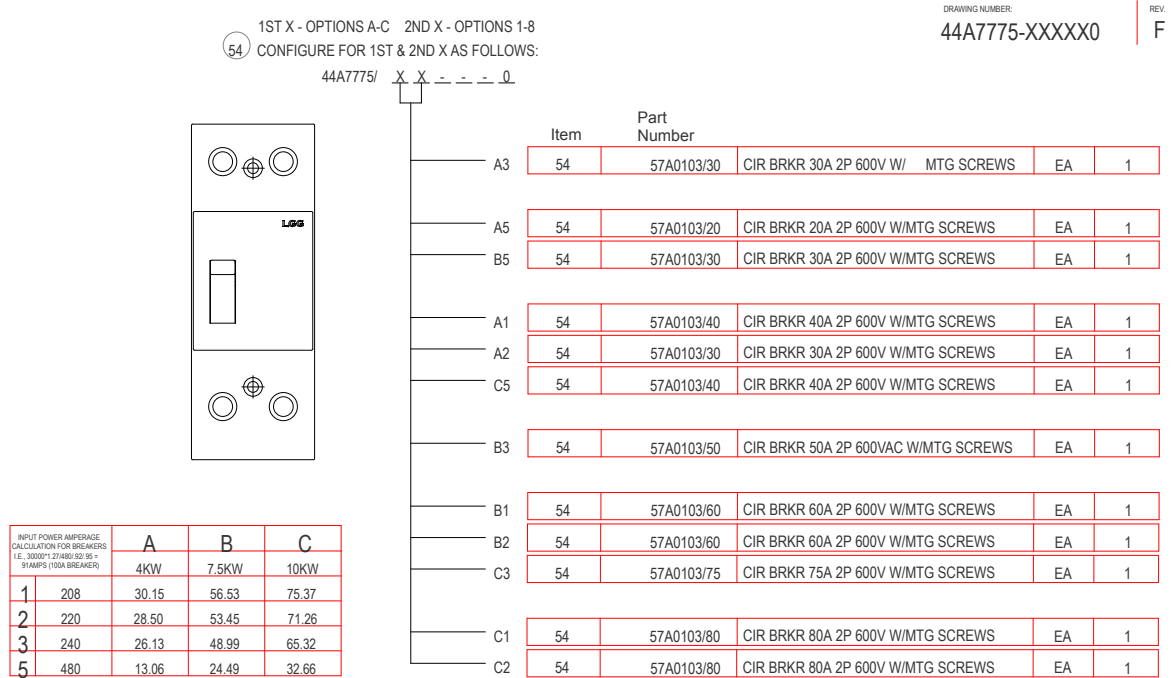 DRAWING NUMBER:
REV.
44A7775-XXXXX0
F
1ST X - OPTIONS A-C 2ND X - OPTIONS 1-8
54 CONFIGURE FOR 1ST & 2ND X AS FOLLOWS:
44A7775/ X X - - - 0
Item Part Number
A3 54 57A0103/30 CIR BRKR 30A 2P 600V W/ MTG SCREWS EA 1
A5 54 57A0103/20 CIR BRKR 20A 2P 600V W/MTG SCREWS EA 1
B5 54 57A0103/30 CIR BRKR 30A 2P 600V W/MTG SCREWS EA 1
A1 54 57A0103/40 CIR BRKR 40A 2P 600V W/MTG SCREWS EA 1
A2 54 57A0103/30 CIR BRKR 30A 2P 600V W/MTG SCREWS EA 1
C5 54 57A0103/40 CIR BRKR 40A 2P 600V W/MTG SCREWS EA 1
B3 54 57A0103/50 CIR BRKR 50A 2P 600VAC W/MTG SCREWS EA 1
B1 54 57A0103/60 CIR BRKR 60A 2P 600V W/MTG SCREWS EA 1
B2 54 57A0103/60 CIR BRKR 60A 2P 600V W/MTG SCREWS EA 1
C3 54 57A0103/75 CIR BRKR 75A 2P 600V W/MTG SCREWS EA 1
C1 54 57A0103/80 CIR BRKR 80A 2P 600V W/MTG SCREWS EA 1
C2 54 57A0103/80 CIR BRKR 80A 2P 600V W/MTG SCREWS EA 1
LGG
INPUT POWER AMPERAGE
CALCULATION FOR BREAKERS
I.E., 30000*1.27/480/.92/.95 =
91AMPS (100A BREAKER)
A B C
4KW 7.5KW 10KW
1 208 30.15 56.53 75.37
2 220 28.50 53.45 71.26
3 240 26.13 48.99 65.32
5 480 13.06 24.49 32.66